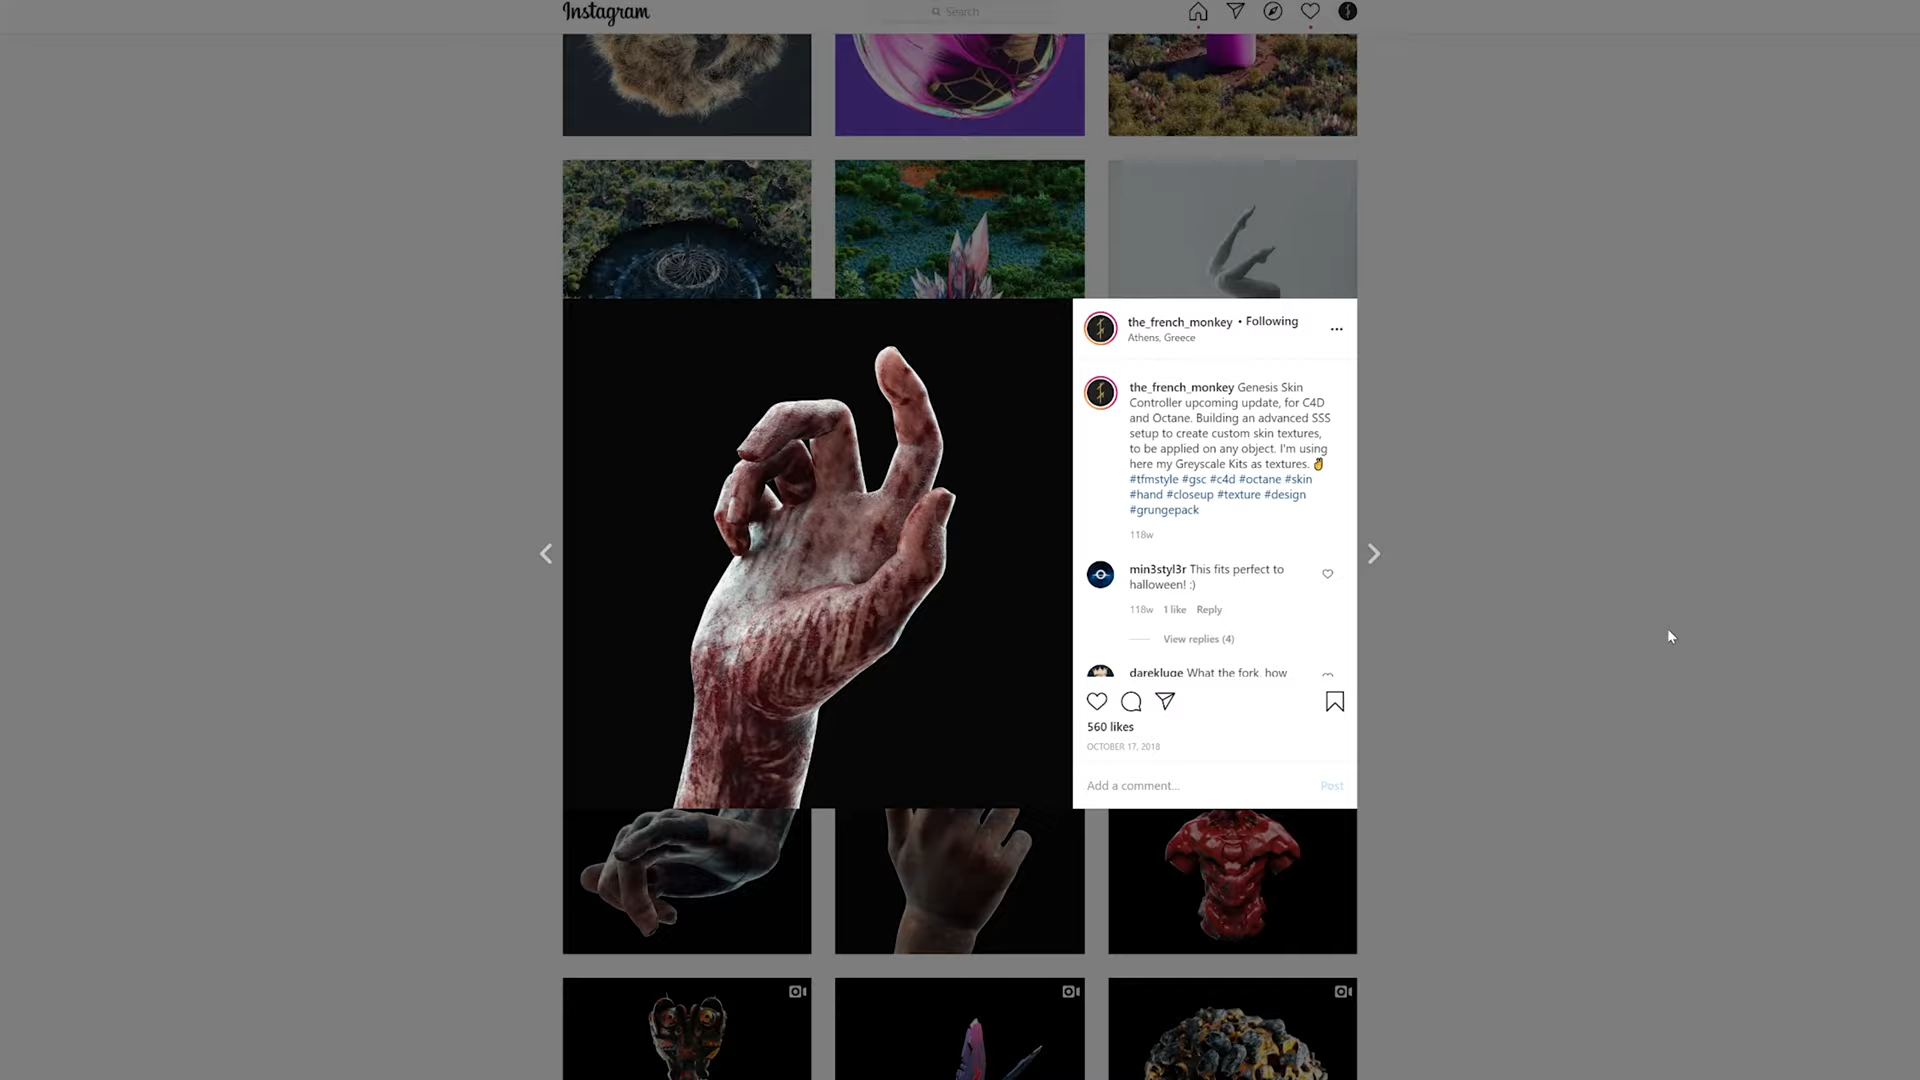 Instagram
Search
the_french_monkey • Following
Athens, Greece
the_french_monkey Genesis Skin
Controller upcoming update, for C4D
and Octane. Building an advanced SSS
setup to create custom skin textures,
to be applied on any object. I'm using
here my Greyscale Kits as textures. ✌
#tfmstyle #gsc #c4d #octane #skin
#hand #closeup #texture #design
#grungepack
118w
min3styl3r This fits perfect to
halloween! :)
118w 1 like Reply
View replies (4)
darekluge What the fork, how
560 likes
OCTOBER 17, 2018
Add a comment...
Post